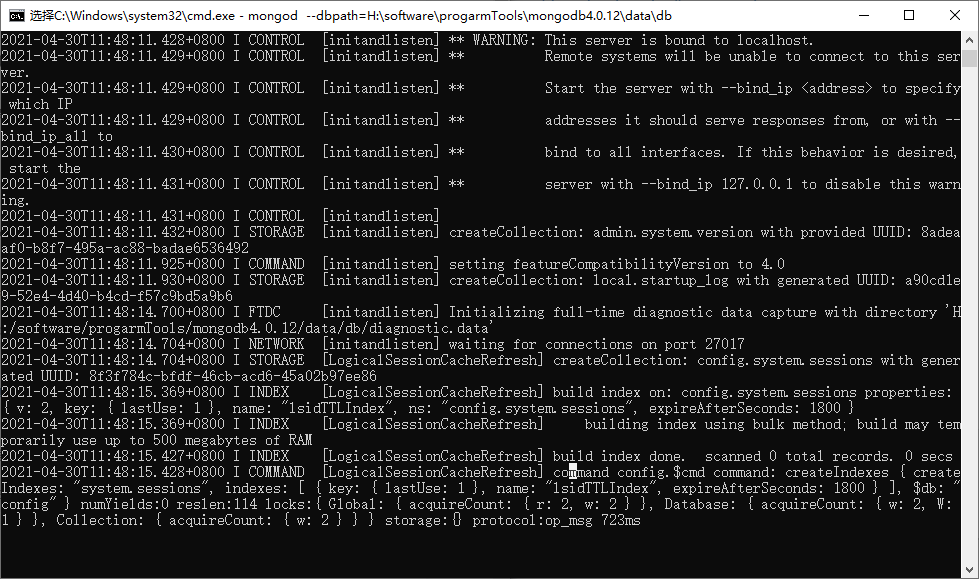 选择C:\Windows\system32\cmd.exe - mongod  --dbpath=H:\software\progarmTools\mongodb4.0.12\data\db
2021-04-30T11:48:11.428+0800 I CONTROL  [initandlisten] ** WARNING: This server is bound to localhost.
2021-04-30T11:48:11.429+0800 I CONTROL  [initandlisten] **          Remote systems will be unable to connect to this ser
ver.
2021-04-30T11:48:11.429+0800 I CONTROL  [initandlisten] **          Start the server with --bind_ip <address> to specify
 which IP
2021-04-30T11:48:11.429+0800 I CONTROL  [initandlisten] **          addresses it should serve responses from, or with --
bind_ip_all to
2021-04-30T11:48:11.430+0800 I CONTROL  [initandlisten] **          bind to all interfaces. If this behavior is desired,
 start the
2021-04-30T11:48:11.431+0800 I CONTROL  [initandlisten] **          server with --bind_ip 127.0.0.1 to disable this warn
ing.
2021-04-30T11:48:11.431+0800 I CONTROL  [initandlisten]
2021-04-30T11:48:11.432+0800 I STORAGE  [initandlisten] createCollection: admin.system.version with provided UUID: 8adea
af0-b8f7-495a-ac88-badae6536492
2021-04-30T11:48:11.925+0800 I COMMAND  [initandlisten] setting featureCompatibilityVersion to 4.0
2021-04-30T11:48:11.930+0800 I STORAGE  [initandlisten] createCollection: local.startup_log with generated UUID: a90cd1e
9-52e4-4d40-b4cd-f57c9bd5a9b6
2021-04-30T11:48:14.700+0800 I FTDC     [initandlisten] Initializing full-time diagnostic data capture with directory 'H
:/software/progarmTools/mongodb4.0.12/data/db/diagnostic.data'
2021-04-30T11:48:14.704+0800 I NETWORK  [initandlisten] waiting for connections on port 27017
2021-04-30T11:48:14.704+0800 I STORAGE  [LogicalSessionCacheRefresh] createCollection: config.system.sessions with gener
ated UUID: 8f3f784c-bfdf-46cb-acd6-45a02b97ee86
2021-04-30T11:48:15.369+0800 I INDEX    [LogicalSessionCacheRefresh] build index on: config.system.sessions properties:
{ v: 2, key: { lastUse: 1 }, name: "lsidTTLIndex", ns: "config.system.sessions", expireAfterSeconds: 1800 }
2021-04-30T11:48:15.369+0800 I INDEX    [LogicalSessionCacheRefresh]     building index using bulk method; build may tem
porarily use up to 500 megabytes of RAM
2021-04-30T11:48:15.427+0800 I INDEX    [LogicalSessionCacheRefresh] build index done.  scanned 0 total records. 0 secs
2021-04-30T11:48:15.428+0800 I COMMAND  [LogicalSessionCacheRefresh] command config.$cmd command: createIndexes { create
Indexes: "system.sessions", indexes: [ { key: { lastUse: 1 }, name: "lsidTTLIndex", expireAfterSeconds: 1800 } ], $db: "
config" } numYields:0 reslen:114 locks:{ Global: { acquireCount: { r: 2, w: 2 } }, Database: { acquireCount: { w: 2, W:
1 } }, Collection: { acquireCount: { w: 2 } } } storage:{} protocol:op_msg 723ms